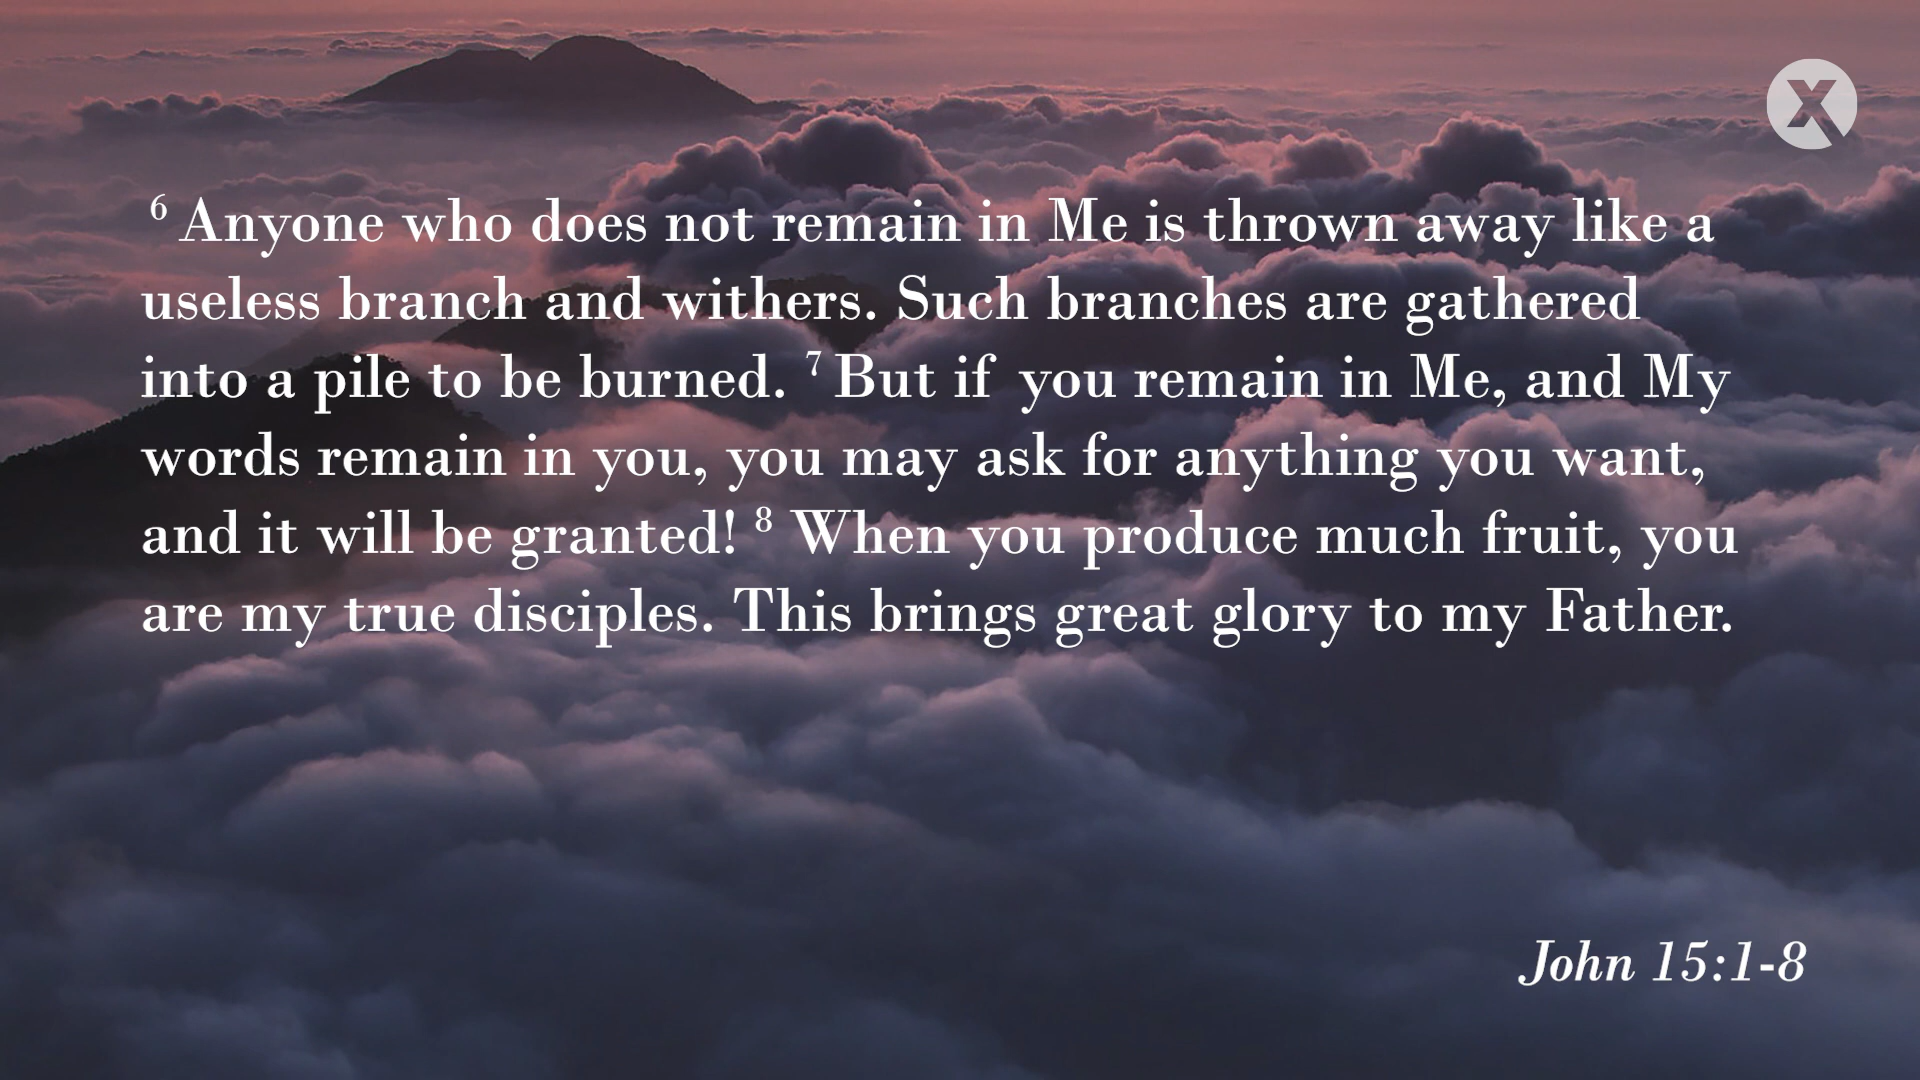 ⁶ Anyone who does not remain in Me is thrown away like a
useless branch and withers. Such branches are gathered
into a pile to be burned. ⁷ But if you remain in Me, and My
words remain in you, you may ask for anything you want,
and it will be granted! ⁸ When you produce much fruit, you
are my true disciples. This brings great glory to my Father.
John 15:1-8